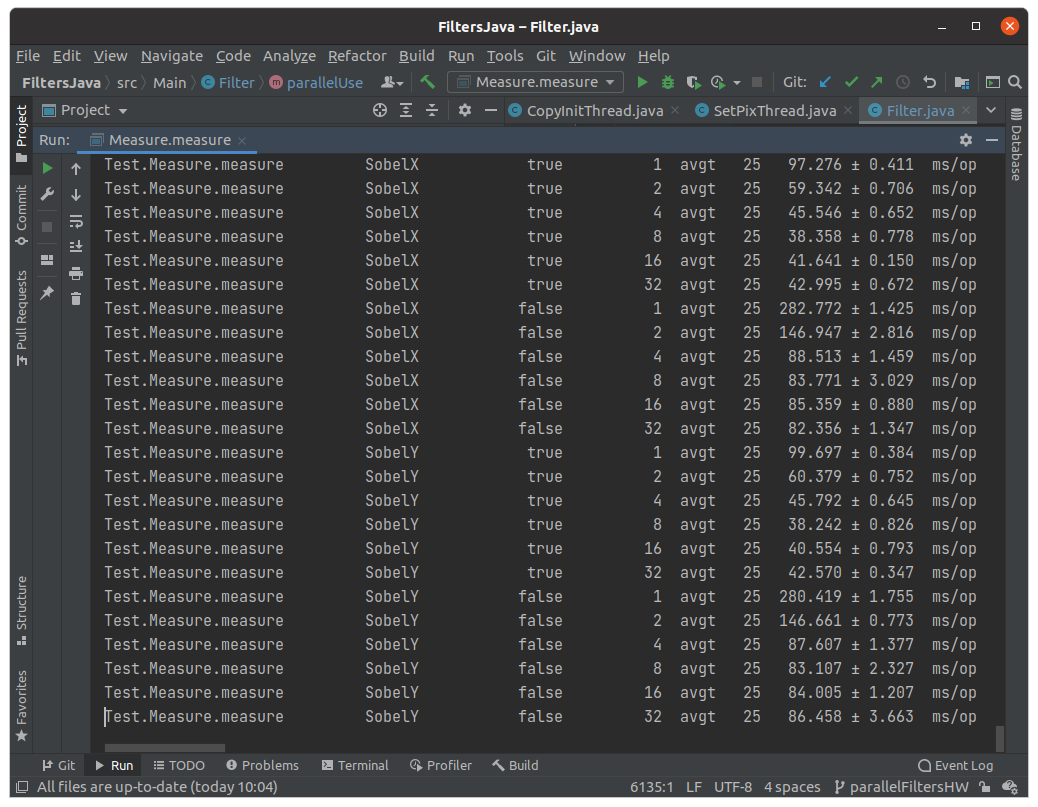 FiltersJava – Filter.java
File Edit View Navigate Code Analyze Refactor Build Run Tools Git Window Help
FiltersJava src Main Filter parallelUse Measure.measure Git:
Project CopyInitThread.java SetPixThread.java Filter.java
Run: Measure.measure
Test.Measure.measure SobelX true 1 avgt 25 97.276 ± 0.411 ms/op
Test.Measure.measure SobelX true 2 avgt 25 59.342 ± 0.706 ms/op
Test.Measure.measure SobelX true 4 avgt 25 45.546 ± 0.652 ms/op
Test.Measure.measure SobelX true 8 avgt 25 38.358 ± 0.778 ms/op
Test.Measure.measure SobelX true 16 avgt 25 41.641 ± 0.150 ms/op
Test.Measure.measure SobelX true 32 avgt 25 42.995 ± 0.672 ms/op
Test.Measure.measure SobelX false 1 avgt 25 282.772 ± 1.425 ms/op
Test.Measure.measure SobelX false 2 avgt 25 146.947 ± 2.816 ms/op
Test.Measure.measure SobelX false 4 avgt 25 88.513 ± 1.459 ms/op
Test.Measure.measure SobelX false 8 avgt 25 83.771 ± 3.029 ms/op
Test.Measure.measure SobelX false 16 avgt 25 85.359 ± 0.880 ms/op
Test.Measure.measure SobelX false 32 avgt 25 82.356 ± 1.347 ms/op
Test.Measure.measure SobelY true 1 avgt 25 99.697 ± 0.384 ms/op
Test.Measure.measure SobelY true 2 avgt 25 60.379 ± 0.752 ms/op
Test.Measure.measure SobelY true 4 avgt 25 45.792 ± 0.645 ms/op
Test.Measure.measure SobelY true 8 avgt 25 38.242 ± 0.826 ms/op
Test.Measure.measure SobelY true 16 avgt 25 40.554 ± 0.793 ms/op
Test.Measure.measure SobelY true 32 avgt 25 42.570 ± 0.347 ms/op
Test.Measure.measure SobelY false 1 avgt 25 280.419 ± 1.755 ms/op
Test.Measure.measure SobelY false 2 avgt 25 146.661 ± 0.773 ms/op
Test.Measure.measure SobelY false 4 avgt 25 87.607 ± 1.377 ms/op
Test.Measure.measure SobelY false 8 avgt 25 83.107 ± 2.327 ms/op
Test.Measure.measure SobelY false 16 avgt 25 84.005 ± 1.207 ms/op
Test.Measure.measure SobelY false 32 avgt 25 86.458 ± 3.663 ms/op
Project
Commit
Pull Requests
Structure
Favorites
Database
Git Run TODO Problems Terminal Profiler Build Event Log
All files are up-to-date (today 10:04) 6135:1 LF UTF-8 4 spaces parallelFiltersHW